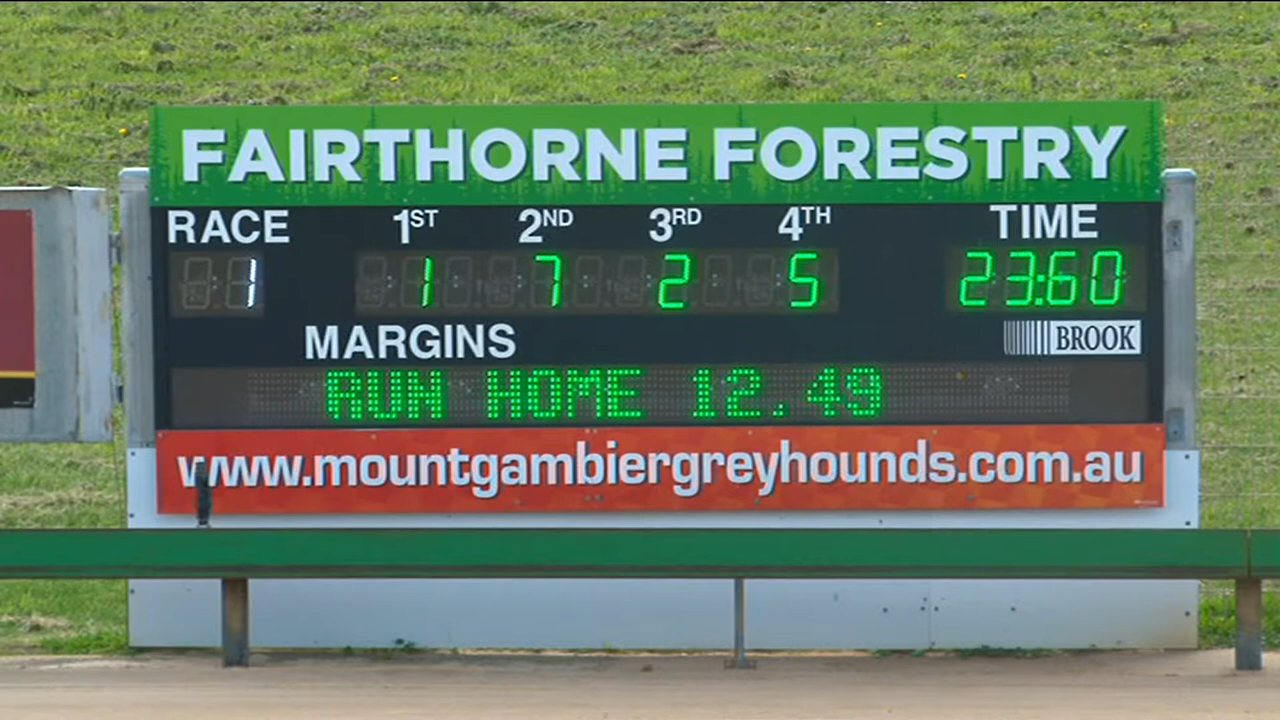 FAIRTHORNE FORESTRY
RACE 1ST 2ND 3RD 4TH TIME
1 1 7 2 5 23:60
MARGINS BROOK
RUN HOME 12.49
www.mountgambiergreyhounds.com.au